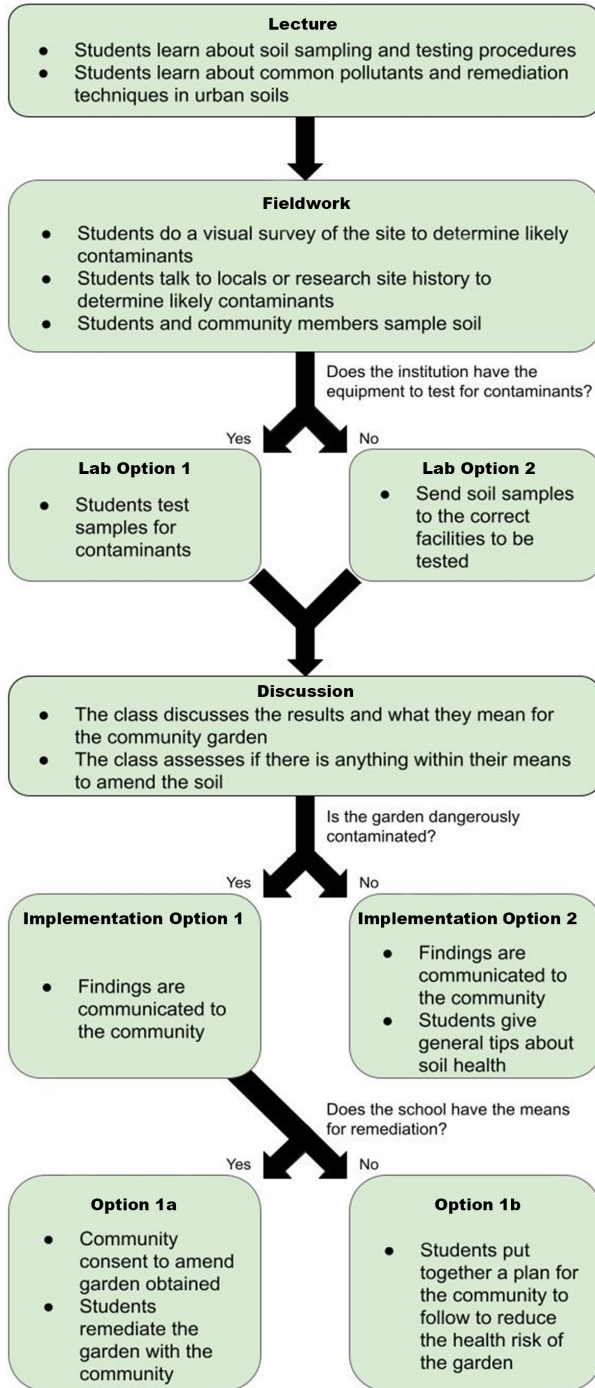 Lecture
● Students learn about soil sampling and testing procedures
● Students learn about common pollutants and remediation
techniques in urban soils
Fieldwork
● Students do a visual survey of the site to determine likely
contaminants
● Students talk to locals or research site history to
determine likely contaminants
● Students and community members sample soil
Does the institution have the
equipment to test for contaminants?
Yes
No
Lab Option 1
● Students test
samples for
contaminants
Lab Option 2
● Send soil samples
to the correct
facilities to be
tested
Discussion
● The class discusses the results and what they mean for
the community garden
● The class assesses if there is anything within their means
to amend the soil
Is the garden dangerously
contaminated?
Yes
No
Implementation Option 1
● Findings are
communicated to
the community
Implementation Option 2
● Findings are
communicated to
the community
● Students give
general tips about
soil health
Does the school have the means
for remediation?
Yes
No
Option 1a
● Community
consent to amend
garden obtained
● Students
remediate the
garden with the
community
Option 1b
● Students put
together a plan for
the community to
follow to reduce
the health risk of
the garden